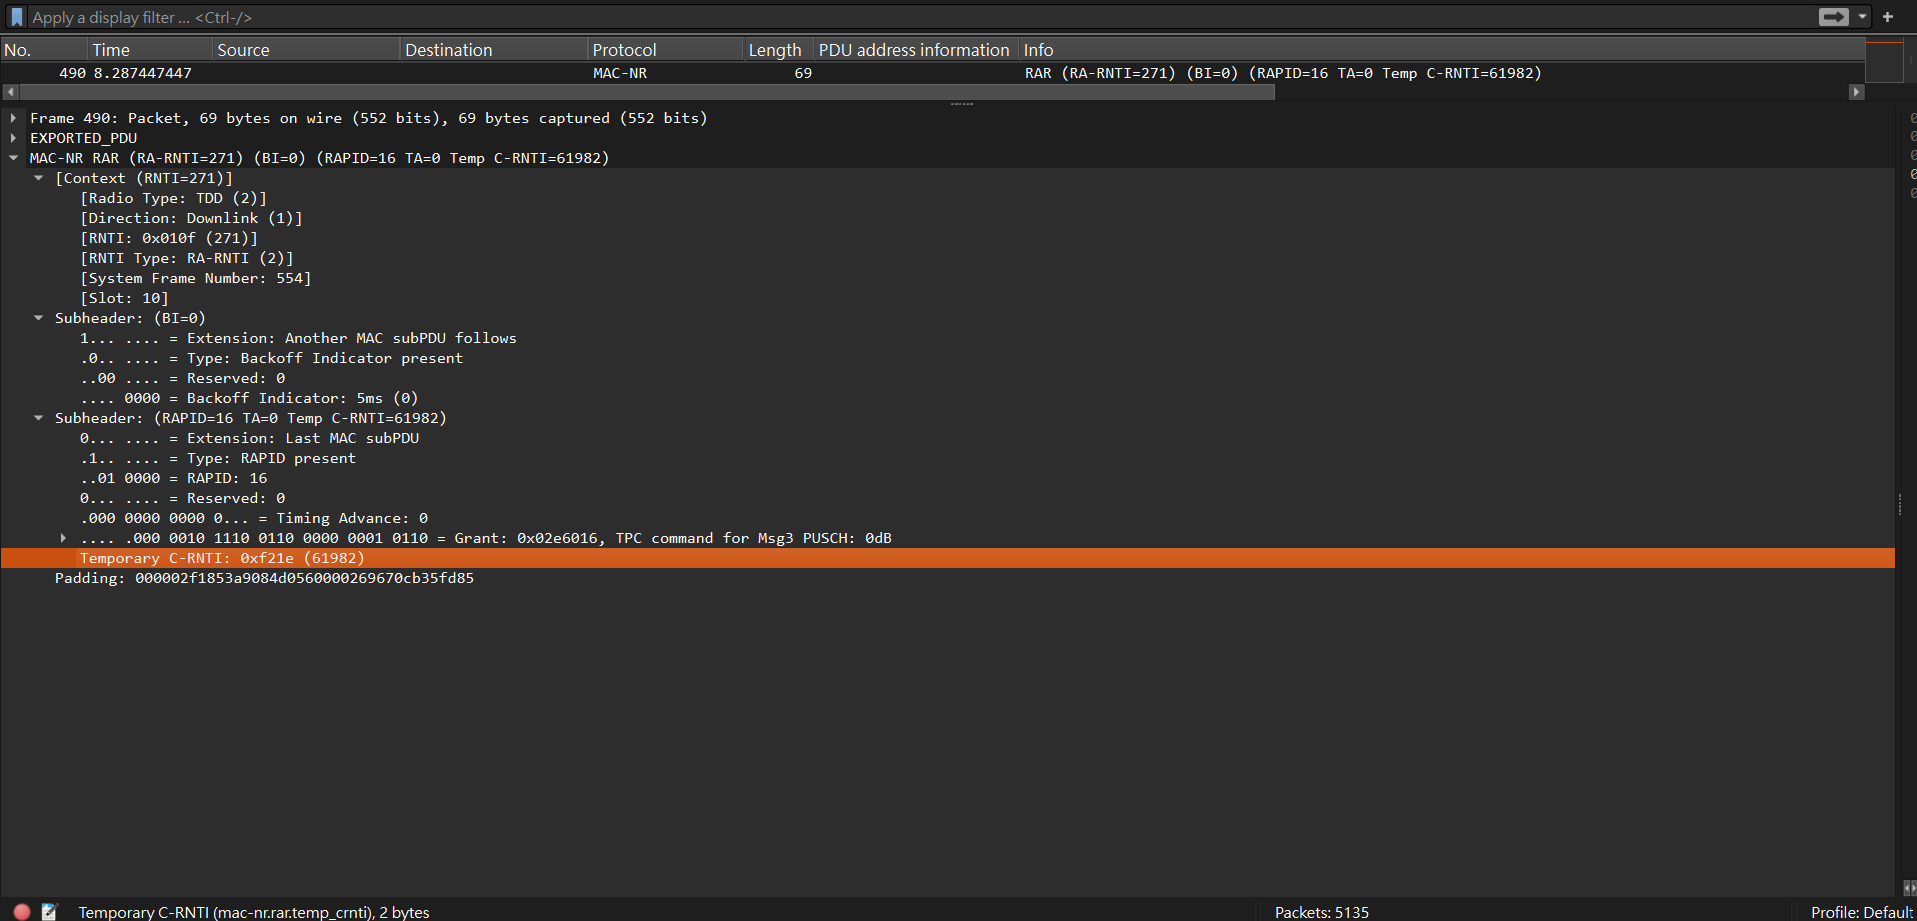 Apply a display filter ... <Ctrl-/>
No. Time Source Destination Protocol Length PDU address information Info
490 8.287447447 MAC-NR 69 RAR (RA-RNTI=271) (BI=0) (RAPID=16 TA=0 Temp C-RNTI=61982)
Frame 490: Packet, 69 bytes on wire (552 bits), 69 bytes captured (552 bits)
EXPORTED_PDU
MAC-NR RAR (RA-RNTI=271) (BI=0) (RAPID=16 TA=0 Temp C-RNTI=61982)
[Context (RNTI=271)]
[Radio Type: TDD (2)]
[Direction: Downlink (1)]
[RNTI: 0x010f (271)]
[RNTI Type: RA-RNTI (2)]
[System Frame Number: 554]
[Slot: 10]
Subheader: (BI=0)
1... .... = Extension: Another MAC subPDU follows
.0.. .... = Type: Backoff Indicator present
..00 .... = Reserved: 0
.... 0000 = Backoff Indicator: 5ms (0)
Subheader: (RAPID=16 TA=0 Temp C-RNTI=61982)
0... .... = Extension: Last MAC subPDU
.1.. .... = Type: RAPID present
..01 0000 = RAPID: 16
0... .... = Reserved: 0
.000 0000 0000 0... = Timing Advance: 0
.... .000 0010 1110 0110 0000 0001 0110 = Grant: 0x02e6016, TPC command for Msg3 PUSCH: 0dB
Temporary C-RNTI: 0xf21e (61982)
Padding: 000002f1853a9084d0560000269670cb35fd85
Temporary C-RNTI (mac-nr.rar.temp_crnti), 2 bytes Packets: 5135 Profile: Default